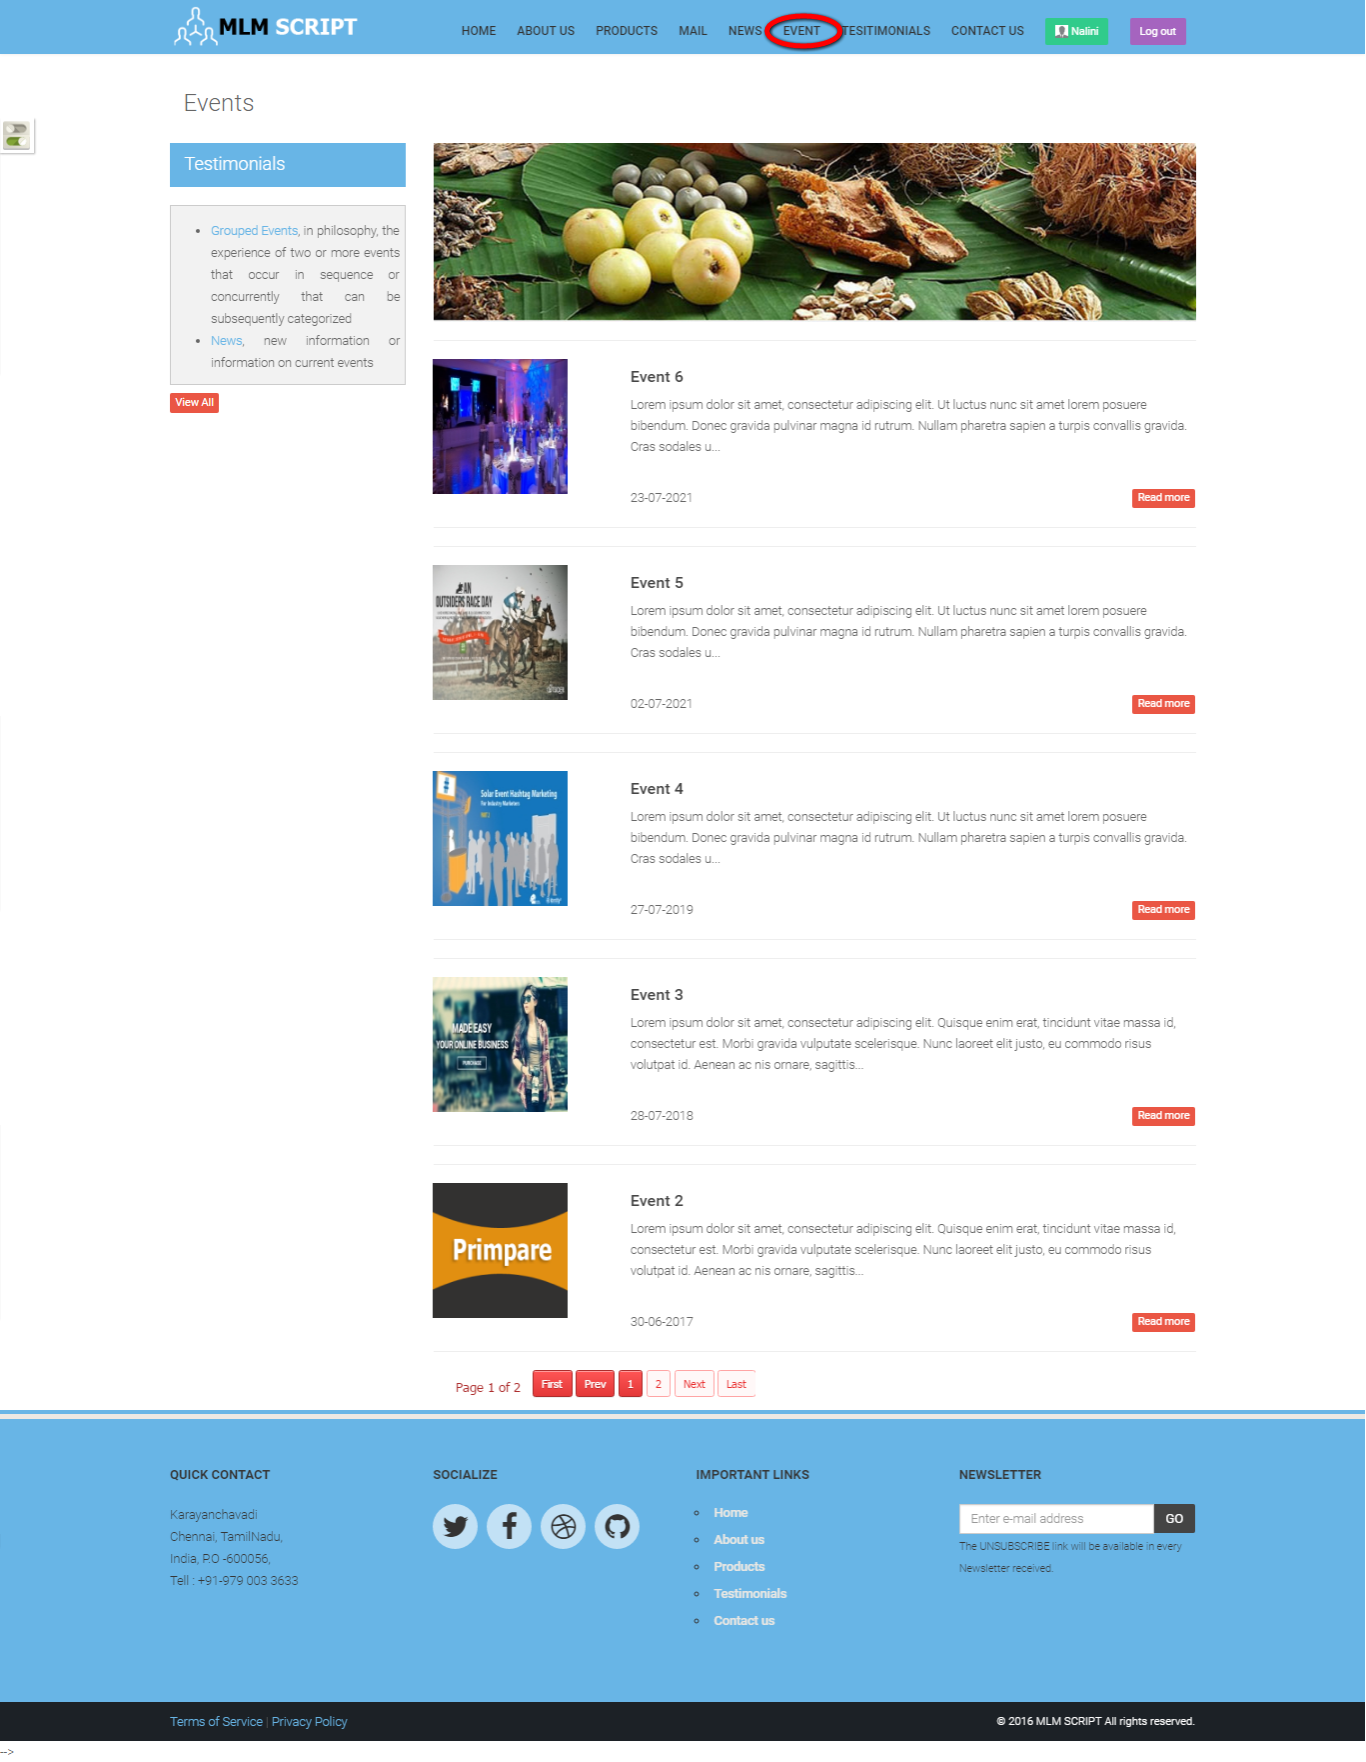 MLM SCRIPT
HOME ABOUT US PRODUCTS MAIL NEWS EVENT TESITIMONIALS CONTACT US Nalini Log out
Events
Testimonials
• Grouped Events, in philosophy, the
experience of two or more events
that occur in sequence or
concurrently that can be
subsequently categorized
• News, new information or
information on current events
View All
Event 6
Lorem ipsum dolor sit amet, consectetur adipiscing elit. Ut luctus nunc sit amet lorem posuere
bibendum. Donec gravida pulvinar magna id rutrum. Nullam pharetra sapien a turpis convallis gravida.
Cras sodales u...
23-07-2021 Read more
AN
OUTSIDERS RACE DAY
Event 5
Lorem ipsum dolor sit amet, consectetur adipiscing elit. Ut luctus nunc sit amet lorem posuere
bibendum. Donec gravida pulvinar magna id rutrum. Nullam pharetra sapien a turpis convallis gravida.
Cras sodales u...
02-07-2021 Read more
Solar Event Hashtag Marketing
For Industry Marketers
Event 4
Lorem ipsum dolor sit amet, consectetur adipiscing elit. Ut luctus nunc sit amet lorem posuere
bibendum. Donec gravida pulvinar magna id rutrum. Nullam pharetra sapien a turpis convallis gravida.
Cras sodales u...
27-07-2019 Read more
MADE EASY
YOUR ONLINE BUSINESS
PURCHASE
Event 3
Lorem ipsum dolor sit amet, consectetur adipiscing elit. Quisque enim erat, tincidunt vitae massa id,
consectetur est. Morbi gravida vulputate scelerisque. Nunc laoreet elit justo, eu commodo risus
volutpat id. Aenean ac nis ornare, sagittis...
28-07-2018 Read more
Primpare
Event 2
Lorem ipsum dolor sit amet, consectetur adipiscing elit. Quisque enim erat, tincidunt vitae massa id,
consectetur est. Morbi gravida vulputate scelerisque. Nunc laoreet elit justo, eu commodo risus
volutpat id. Aenean ac nis ornare, sagittis...
30-06-2017 Read more
Page 1 of 2 First Prev 1 2 Next Last
QUICK CONTACT
Karayanchavadi
Chennai, TamilNadu,
India, P.O -600056,
Tell : +91-979 003 3633
SOCIALIZE
IMPORTANT LINKS
Home
About us
Products
Testimonials
Contact us
NEWSLETTER
Enter e-mail address GO
The UNSUBSCRIBE link will be available in every
Newsletter received.
Terms of Service | Privacy Policy
© 2016 MLM SCRIPT All rights reserved.
-->